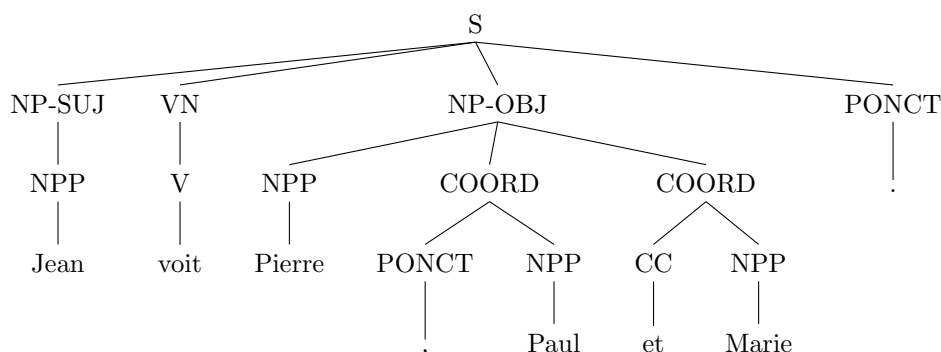 S
NP-SUJ VN NP-OBJ PONCT
NPP V NPP COORD COORD .
Jean voit Pierre PONCT NPP CC NPP
, Paul et Marie